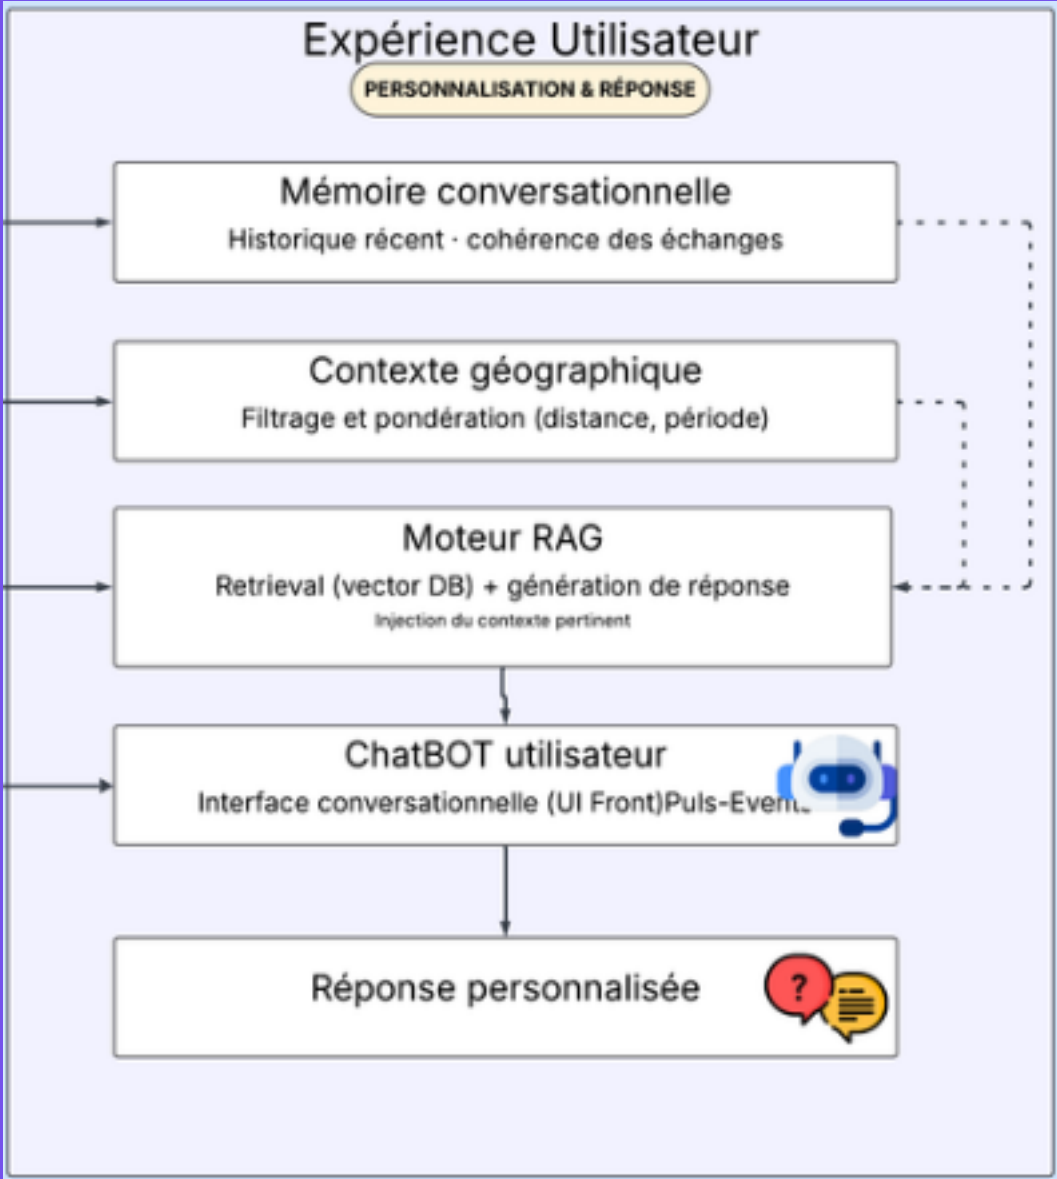 Expérience Utilisateur
PERSONNALISATION & RÉPONSE
Mémoire conversationnelle
Historique récent · cohérence des échanges
Contexte géographique
Filtrage et pondération (distance, période)
Moteur RAG
Retrieval (vector DB) + génération de réponse
Injection du contexte pertinent
ChatBOT utilisateur
Interface conversationnelle (UI Front)Puls-Events
Réponse personnalisée
?